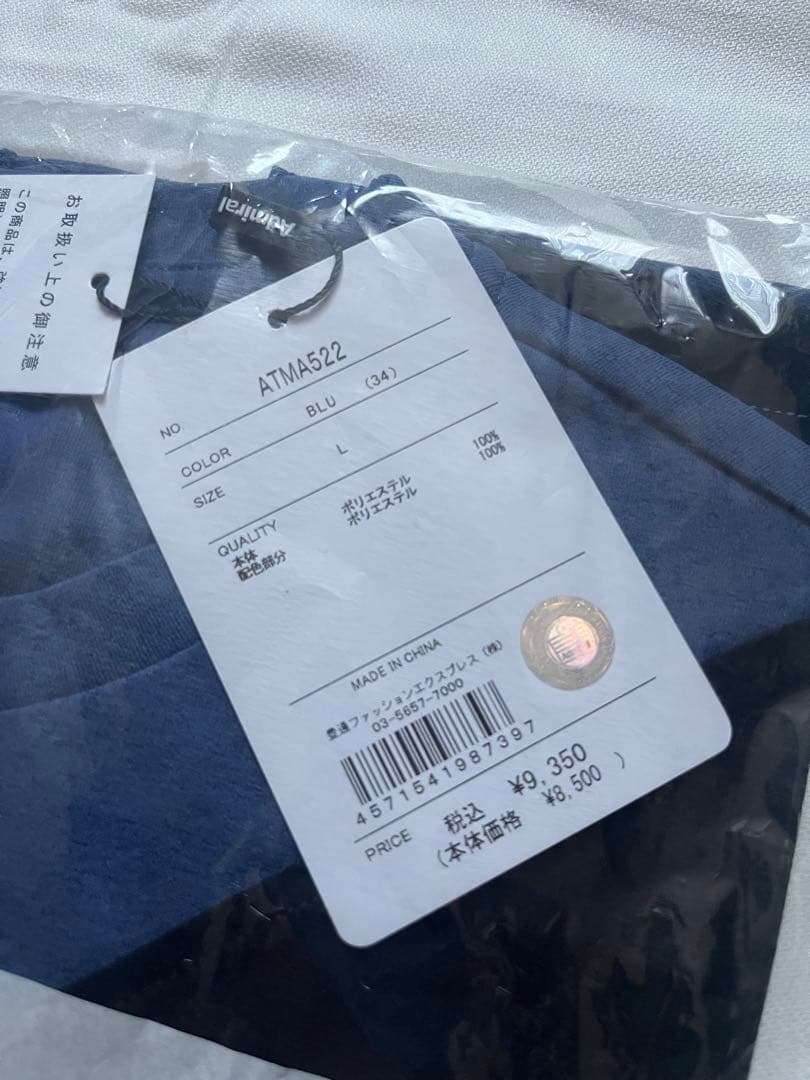 お取扱い上の御注意
この商品は、
Admiral
NO. ATMA522
COLOR BLU (34)
SIZE L
QUALITY
本体 ポリエステル 100%
配色部分 ポリエステル 100%
MADE IN CHINA
豊通ファッションエクスプレス(株)
03-5657-7000
4571541987397
PRICE 税込 ¥9,350
(本体価格 ¥8,500 )